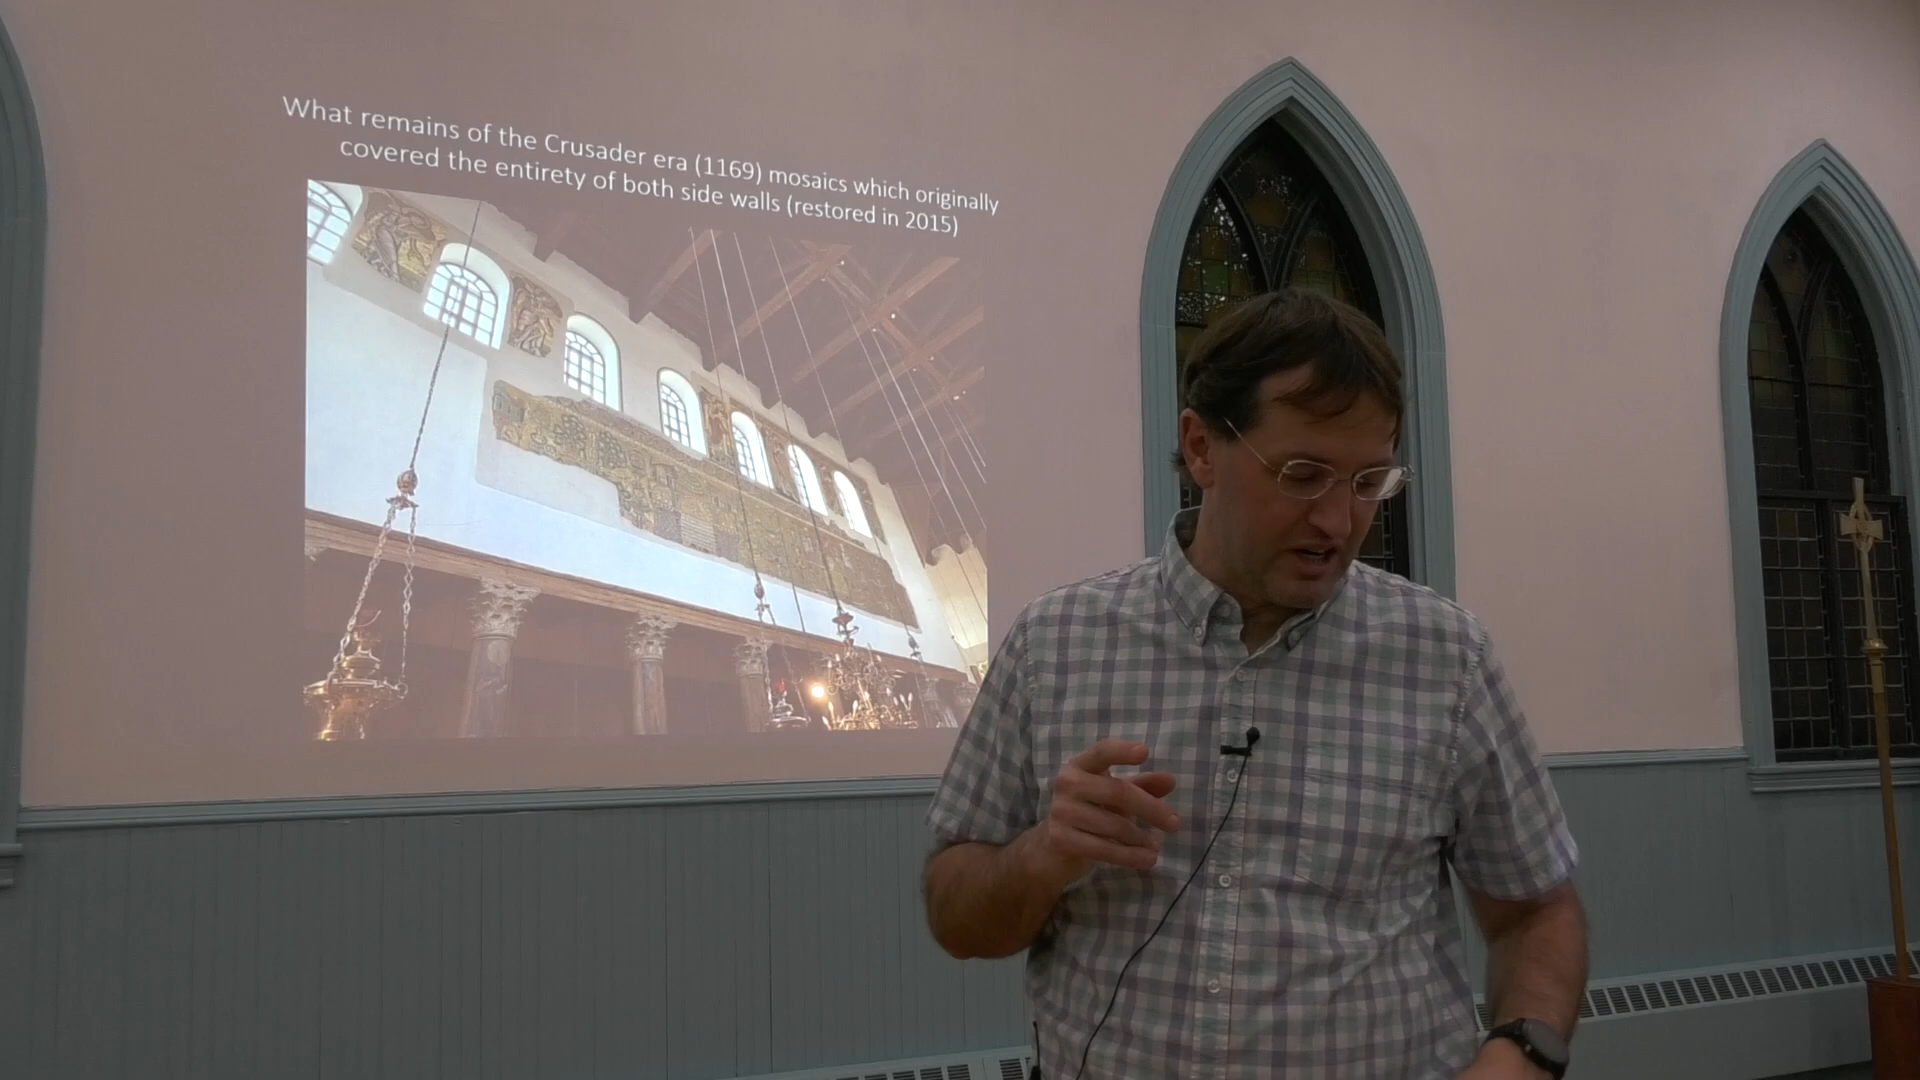 What remains of the Crusader era (1169) mosaics which originally
covered the entirety of both side walls (restored in 2015)